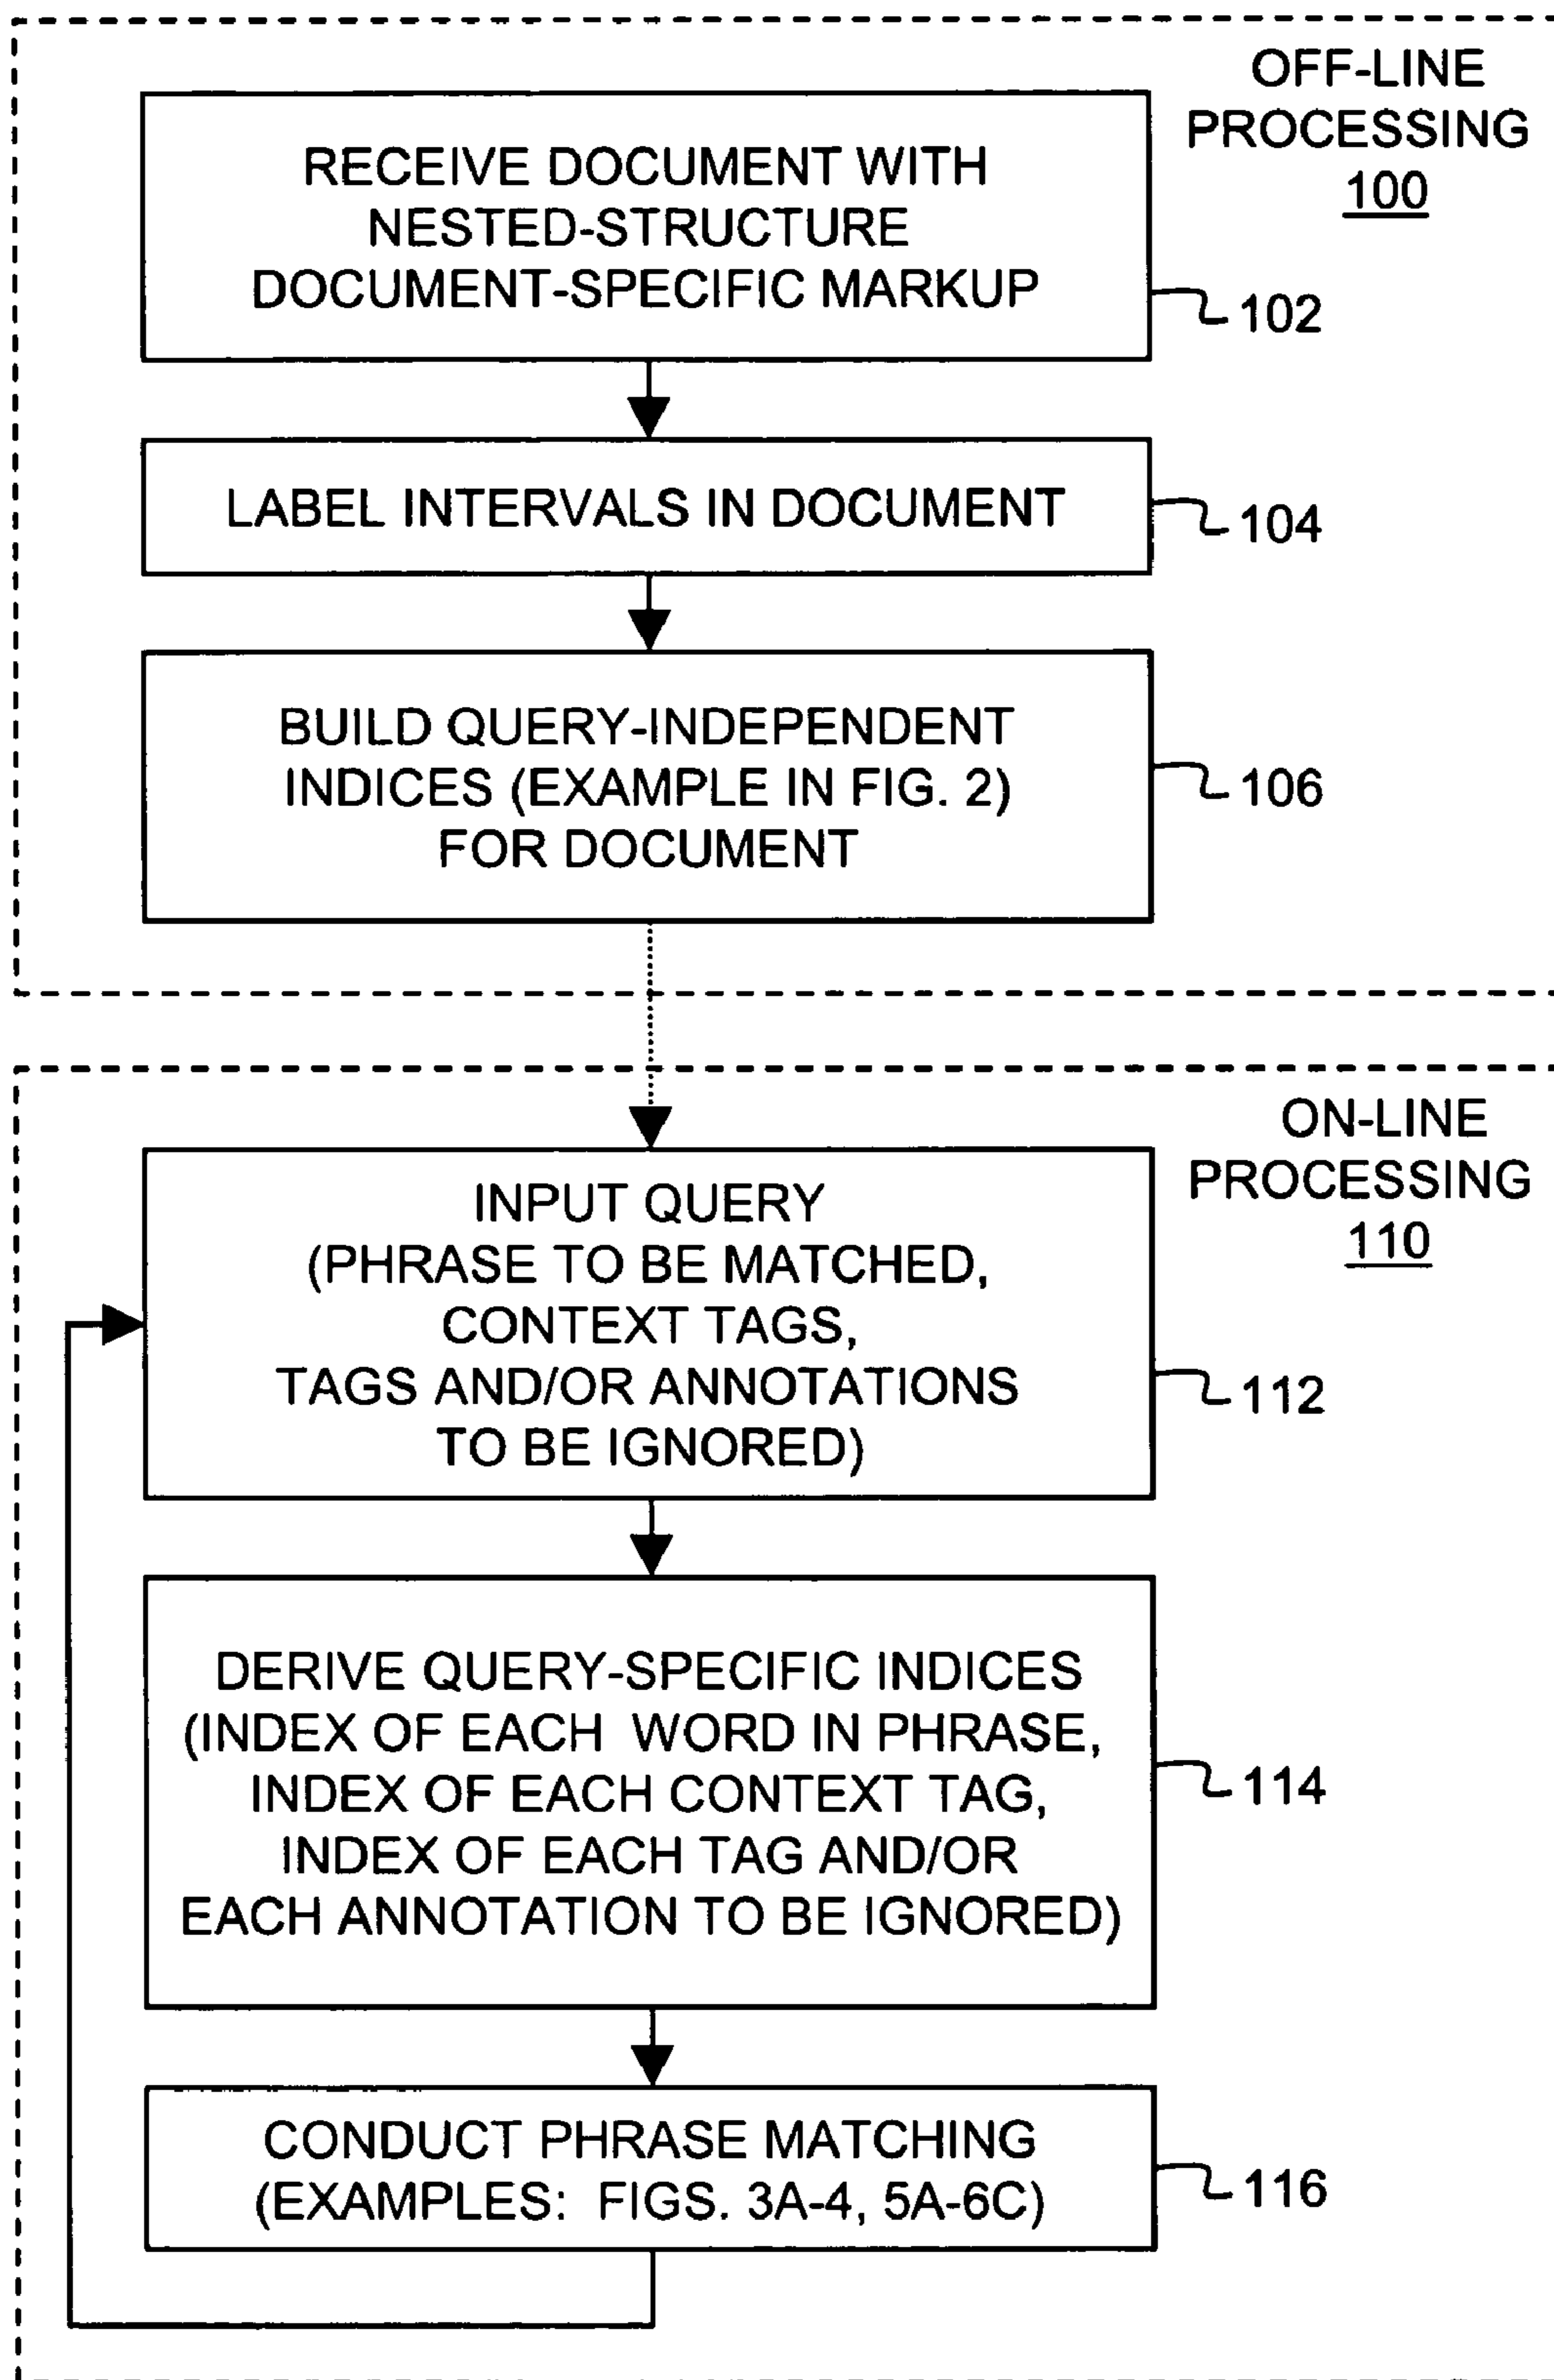 OFF-LINE
PROCESSING
100
RECEIVE DOCUMENT WITH
NESTED-STRUCTURE
DOCUMENT-SPECIFIC MARKUP
102
LABEL INTERVALS IN DOCUMENT
104
BUILD QUERY-INDEPENDENT
INDICES (EXAMPLE IN FIG. 2)
FOR DOCUMENT
106
ON-LINE
PROCESSING
110
INPUT QUERY
(PHRASE TO BE MATCHED,
CONTEXT TAGS,
TAGS AND/OR ANNOTATIONS
TO BE IGNORED)
112
DERIVE QUERY-SPECIFIC INDICES
(INDEX OF EACH WORD IN PHRASE,
INDEX OF EACH CONTEXT TAG,
INDEX OF EACH TAG AND/OR
EACH ANNOTATION TO BE IGNORED)
114
CONDUCT PHRASE MATCHING
(EXAMPLES: FIGS. 3A-4, 5A-6C)
116